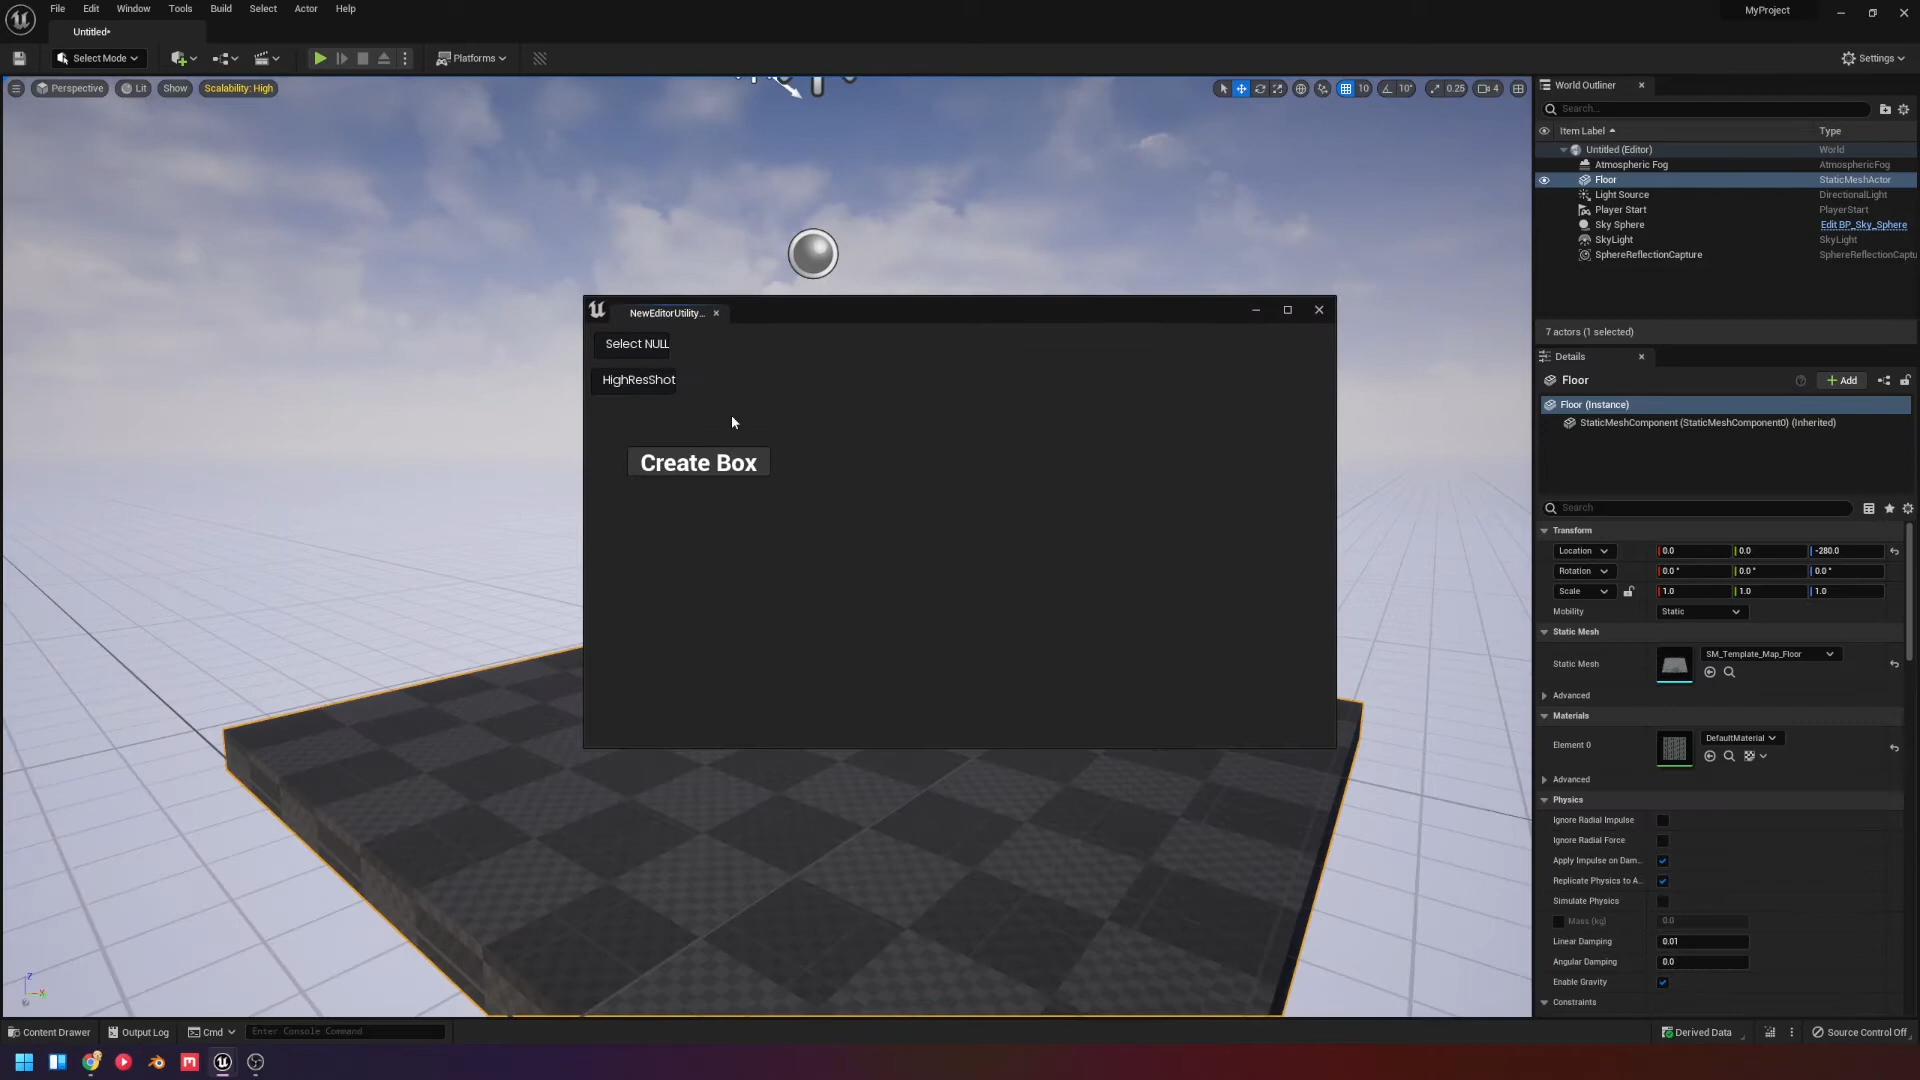 File Edit Window Tools Build Select Actor Help
MyProject
Untitled*
Select Mode
Platforms
Settings
Perspective Lit Show Scalability: High
10 10° 0.25 4
World Outliner
Search...
Item Label Type
Untitled (Editor) World
Atmospheric Fog AtmosphericFog
Floor StaticMeshActor
Light Source DirectionalLight
Player Start PlayerStart
Sky Sphere Edit BP_Sky_Sphere
SkyLight SkyLight
SphereReflectionCapture SphereReflectionCaptu
7 actors (1 selected)
NewEditorUtility...
Select NULL
HighResShot
Create Box
Details
Floor
Add
Floor (Instance)
StaticMeshComponent (StaticMeshComponent0) (Inherited)
Search
Transform
Location 0.0 0.0 -280.0
Rotation 0.0° 0.0° 0.0°
Scale 1.0 1.0 1.0
Mobility Static
Static Mesh
Static Mesh SM_Template_Map_Floor
Advanced
Materials
Element 0 DefaultMaterial
Advanced
Physics
Ignore Radial Impulse
Ignore Radial Force
Apply Impulse on Dam...
Replicate Physics to A...
Simulate Physics
Mass (kg) 0.0
Linear Damping 0.01
Angular Damping 0.0
Enable Gravity
Constraints
Z
X
Content Drawer Output Log Cmd Enter Console Command
Derived Data Source Control Off